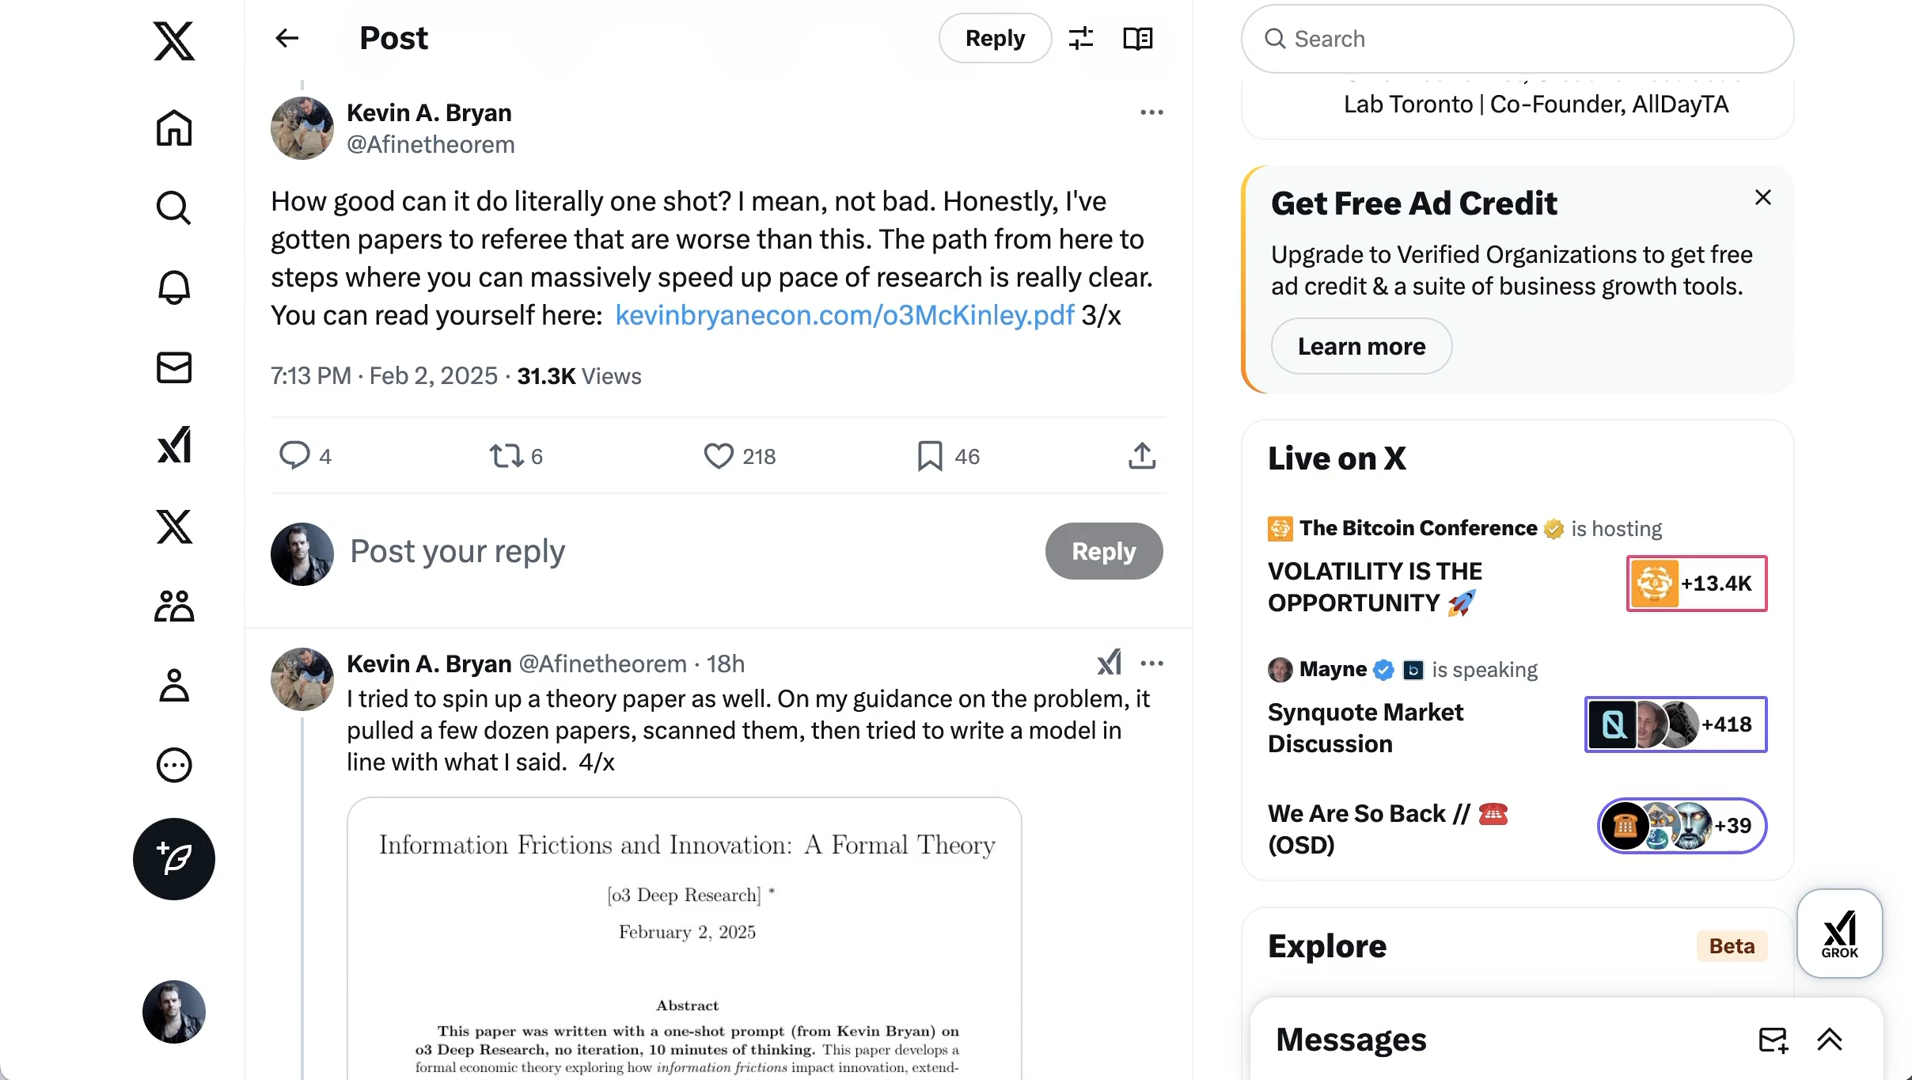 Post
Reply
Kevin A. Bryan
@Afinetheorem
How good can it do literally one shot? I mean, not bad. Honestly, I've
gotten papers to referee that are worse than this. The path from here to
steps where you can massively speed up pace of research is really clear.
You can read yourself here: kevinbryanecon.com/o3McKinley.pdf 3/x
7:13 PM · Feb 2, 2025 · 31.3K Views
4
6
218
46
Post your reply
Reply
Kevin A. Bryan @Afinetheorem · 18h
I tried to spin up a theory paper as well. On my guidance on the problem, it
pulled a few dozen papers, scanned them, then tried to write a model in
line with what I said. 4/x
Information Frictions and Innovation: A Formal Theory
[o3 Deep Research] *
February 2, 2025
Abstract
This paper was written with a one-shot prompt (from Kevin Bryan) on
o3 Deep Research, no iteration, 10 minutes of thinking. This paper develops a
formal economic theory exploring how information frictions impact innovation, extend-
Search
Lab Toronto | Co-Founder, AllDayTA
Get Free Ad Credit
Upgrade to Verified Organizations to get free
ad credit & a suite of business growth tools.
Learn more
Live on X
The Bitcoin Conference is hosting
VOLATILITY IS THE
OPPORTUNITY 🚀
+13.4K
Mayne is speaking
Synquote Market
Discussion
+418
We Are So Back // ☎️
(OSD)
+39
Explore
Beta
GROK
Messages